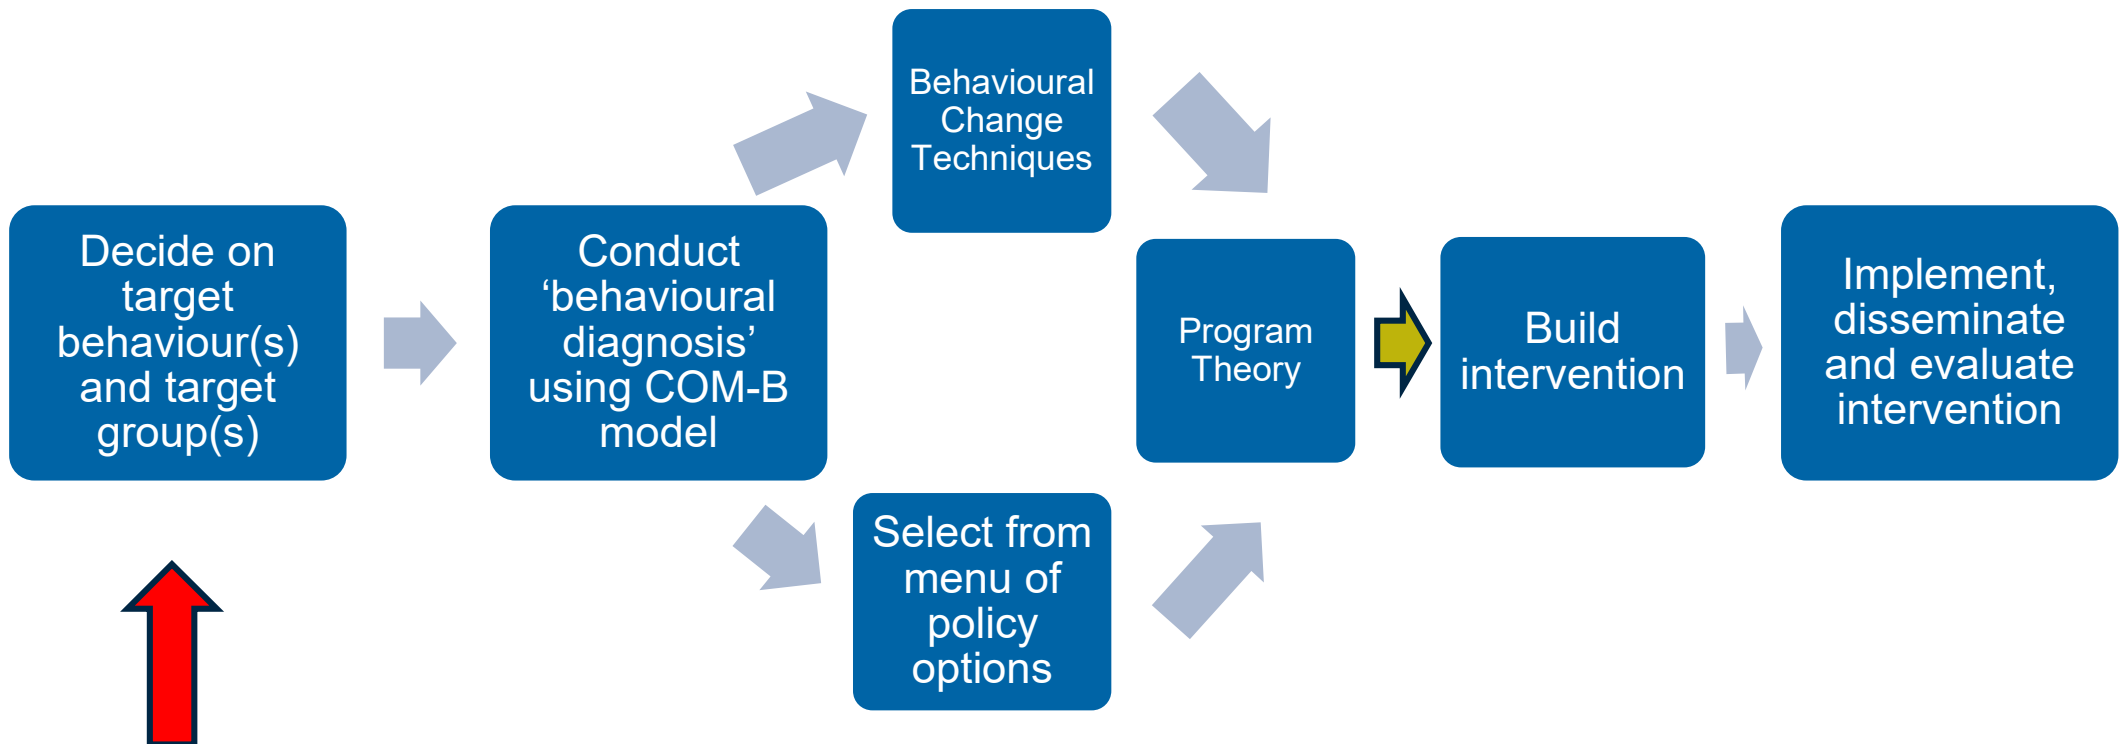 Decide on
target
behaviour(s)
and target
group(s)
Conduct
‘behavioural
diagnosis’
using COM-B
model
Behavioural
Change
Techniques
Select from
menu of
policy
options
Program
Theory
Build
intervention
Implement,
disseminate
and evaluate
intervention